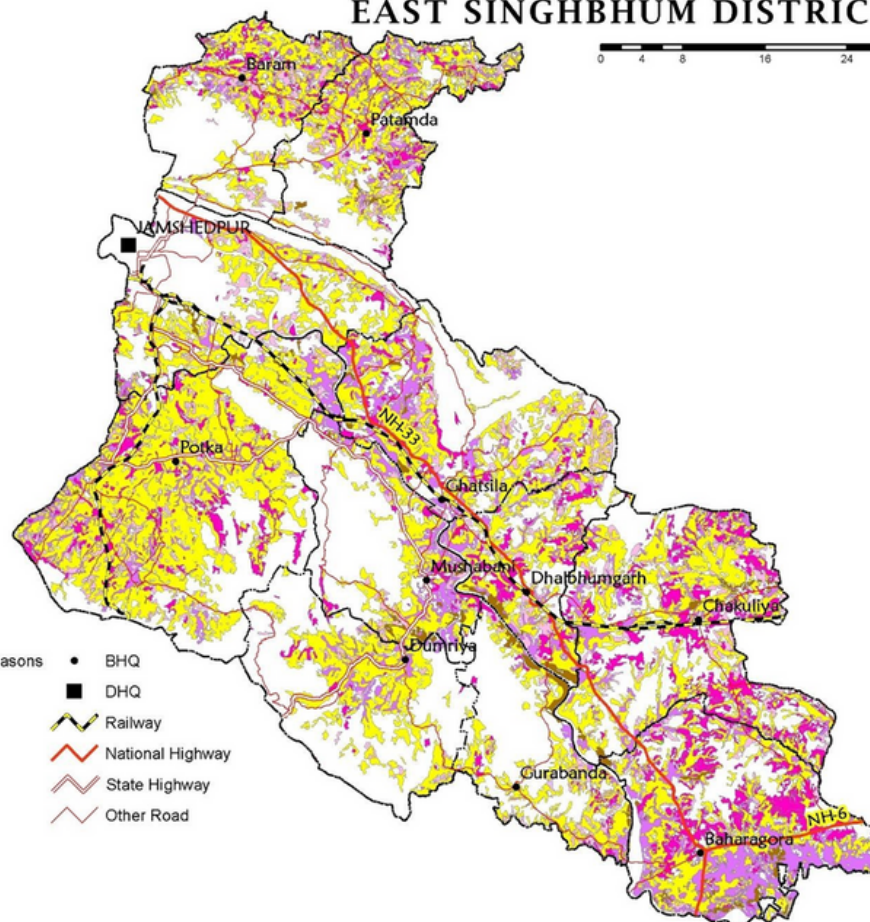 EAST SINGHBHUM DISTRIC
0 4 8 16 24
Baram
Patamda
JAMSHEDPUR
NH-33
Potka
Ghatsila
Mushabani
Dhalbhumgarh
Chakuliya
Dumriya
Gurabanda
NH-6
Baharagora
asons
BHQ
DHQ
Railway
National Highway
State Highway
Other Road